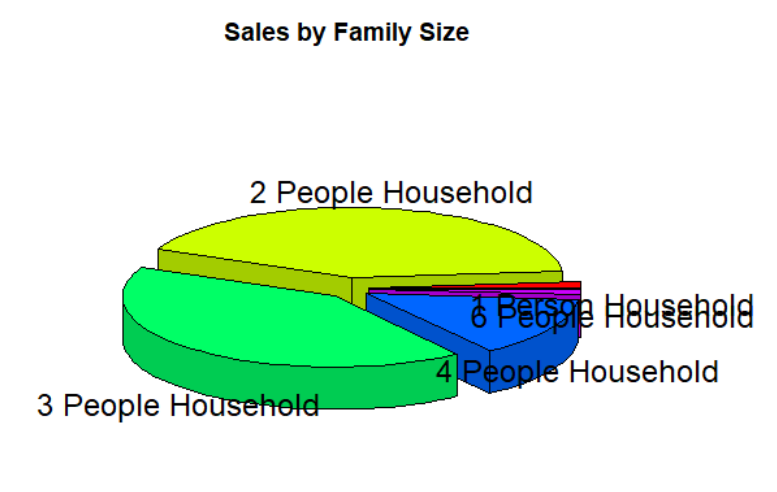 Sales by Family Size
2 People Household
1 Person Household
6 People Household
4 People Household
3 People Household